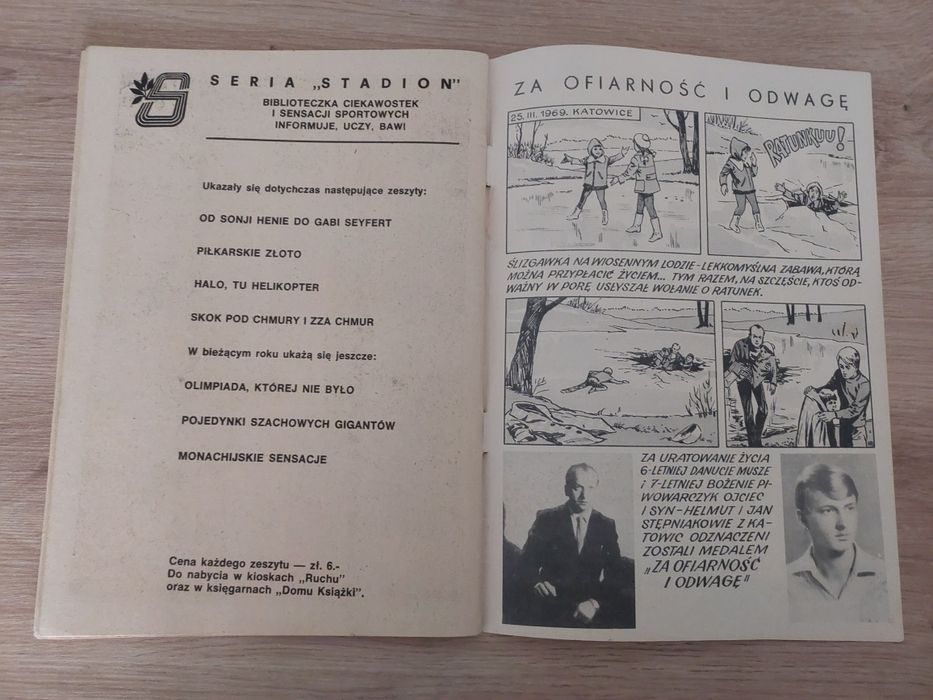 SERIA „STADION"
BIBLIOTECZKA CIEKAWOSTEK
I SENSACJI SPORTOWYCH
INFORMUJE, UCZY, BAWI
Ukazały się dotychczas następujące zeszyty:
OD SONJI HENIE DO GABI SEYFERT
PIŁKARSKIE ZŁOTO
HALO, TU HELIKOPTER
SKOK POD CHMURY I ZZA CHMUR
W bieżącym roku ukażą się jeszcze:
OLIMPIADA, KTÓREJ NIE BYŁO
POJEDYNKI SZACHOWYCH GIGANTÓW
MONACHIJSKIE SENSACJE
Cena każdego zeszytu — zł. 6.-
Do nabycia w kioskach „Ruchu"
oraz w księgarnach „Domu Książki".
ZA OFIARNOŚĆ I ODWAGĘ
25. III. 1969. KATOWICE
RATUNKUU!
ŚLIZGAWKA NA WIOSENNYM LODZIE - LEKKOMYŚLNA ZABAWA, KTÓRĄ
MOŻNA PRZYPŁACIĆ ŻYCIEM... TYM RAZEM, NA SZCZĘŚCIE, KTOŚ OD-
WAŻNY W PORĘ USŁYSZAŁ WOŁANIE O RATUNEK.
ZA URATOWANIE ŻYCIA
6-LETNIEJ DANUCIE MUSZE
i 7-LETNIEJ BOŻENIE PI-
WOWARCZYK OJCIEC
I SYN - HELMUT I JAN
STĘPNIAKOWIE Z KA-
TOWIC ODZNACZENI
ZOSTALI MEDALEM
„ZA OFIARNOŚĆ
I ODWAGĘ"